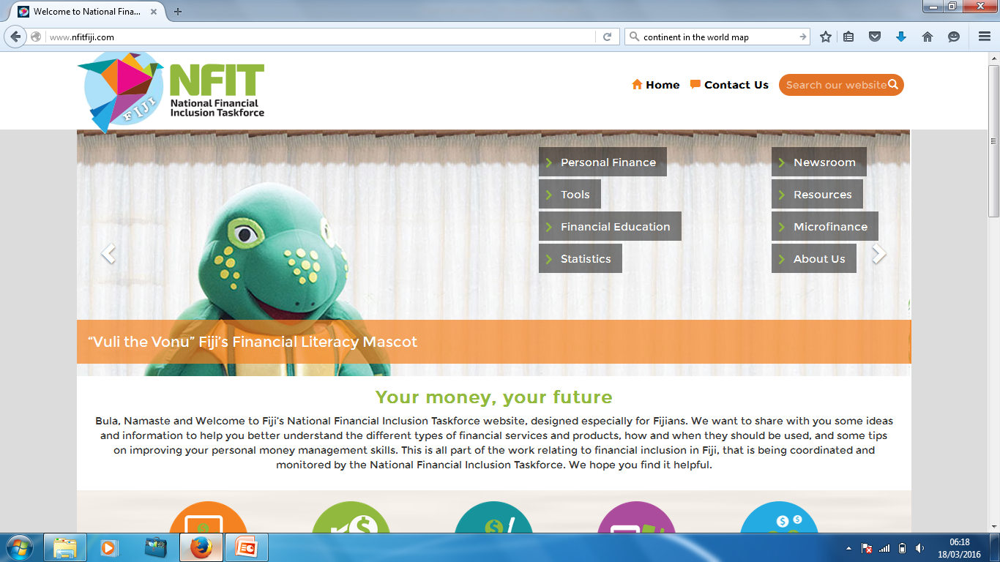 Welcome to National Fina...
www.nfitfiji.com
continent in the world map
FIJI
NFIT
National Financial
Inclusion Taskforce
Home
Contact Us
Search our website
Personal Finance
Tools
Financial Education
Statistics
Newsroom
Resources
Microfinance
About Us
“Vuli the Vonu” Fiji’s Financial Literacy Mascot
Your money, your future
Bula, Namaste and Welcome to Fiji’s National Financial Inclusion Taskforce website, designed especially for Fijians. We want to share with you some ideas
and information to help you better understand the different types of financial services and products, how and when they should be used, and some tips
on improving your personal money management skills. This is all part of the work relating to financial inclusion in Fiji, that is being coordinated and
monitored by the National Financial Inclusion Taskforce. We hope you find it helpful.
06:18
18/03/2016